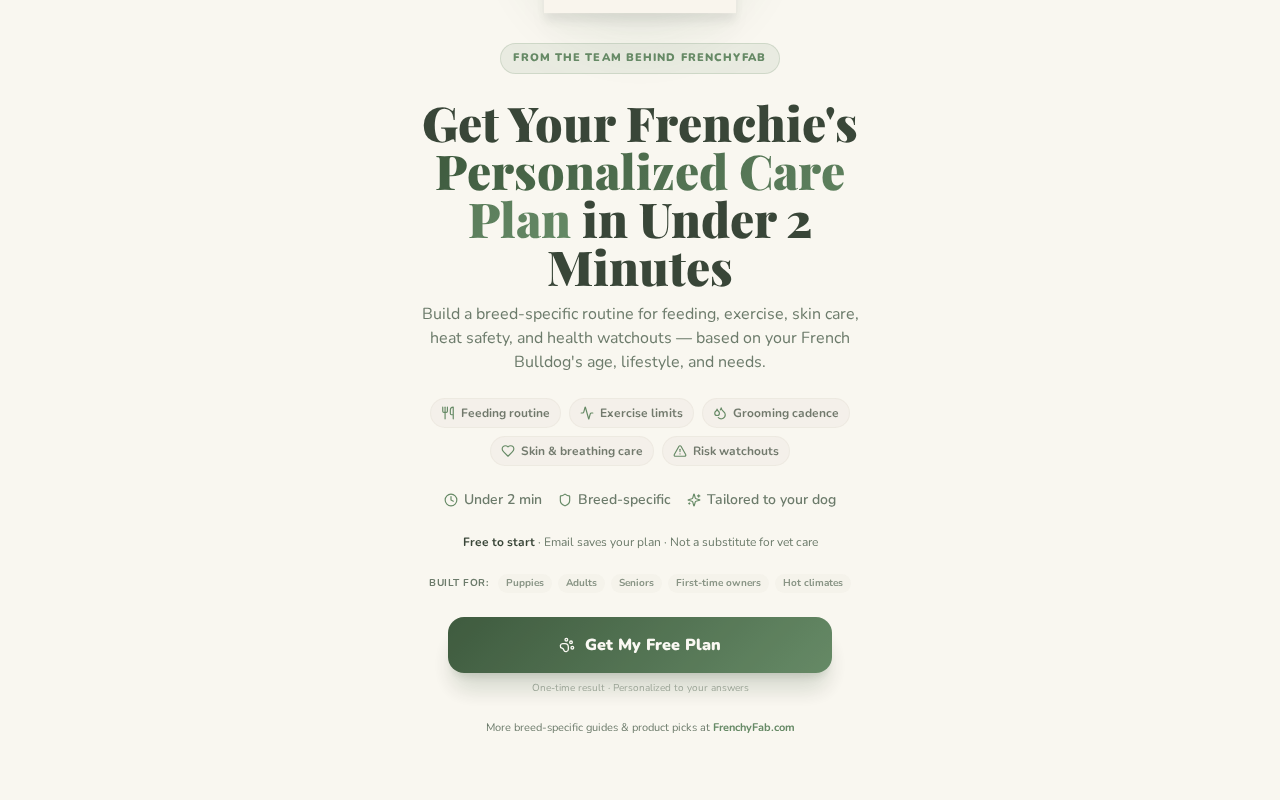 FROM THE TEAM BEHIND FRENCHYFAB
Get Your Frenchie's
Personalized Care
Plan in Under 2
Minutes
Build a breed-specific routine for feeding, exercise, skin care,
heat safety, and health watchouts — based on your French
Bulldog's age, lifestyle, and needs.
Feeding routine Exercise limits Grooming cadence
Skin & breathing care Risk watchouts
Under 2 min Breed-specific Tailored to your dog
Free to start · Email saves your plan · Not a substitute for vet care
BUILT FOR: Puppies Adults Seniors First-time owners Hot climates
Get My Free Plan
One-time result · Personalized to your answers
More breed-specific guides & product picks at FrenchyFab.com